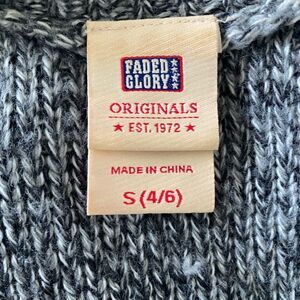 FADED
GLORY
ORIGINALS
★ EST. 1972 ★
MADE IN CHINA
S (4/6)